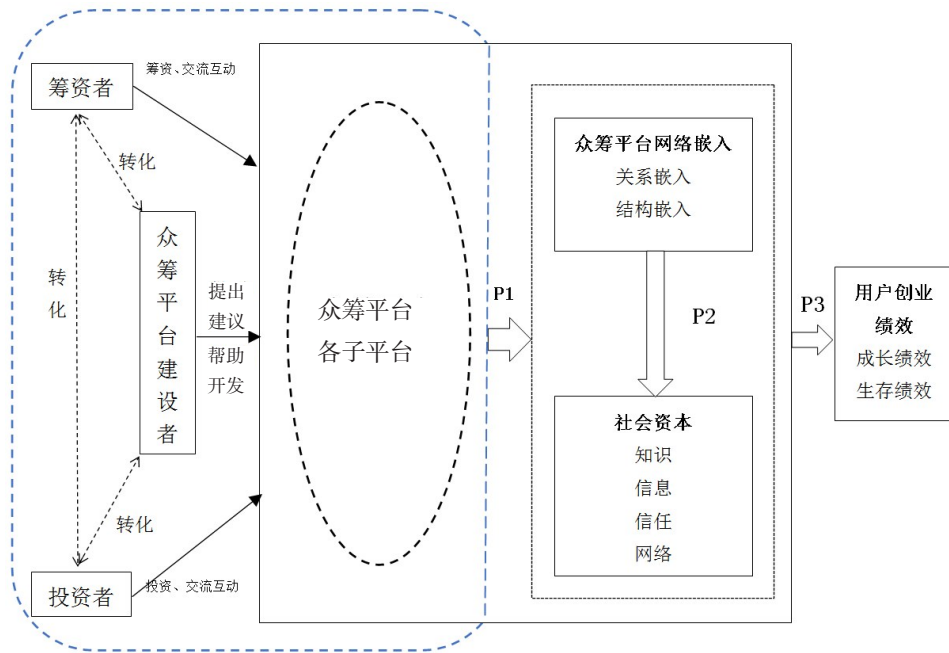 筹资者
筹资、交流互动
转化
众筹平台建设者
转化
提出
建议
帮助
开发
转化
投资者
投资、交流互动
众筹平台
各子平台
P1
众筹平台网络嵌入
关系嵌入
结构嵌入
P2
社会资本
知识
信息
信任
网络
P3
用户创业
绩效
成长绩效
生存绩效